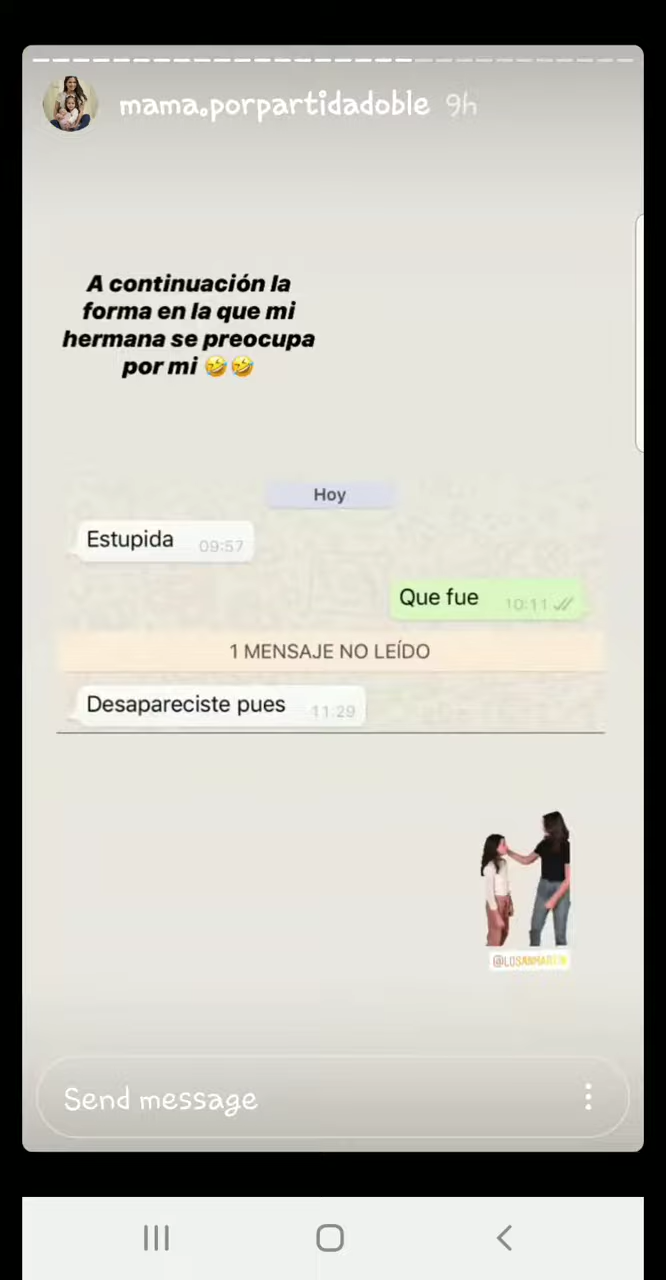 mama.porpartidadoble 9h
A continuación la
forma en la que mi
hermana se preocupa
por mi 🤣🤣
Hoy
Estupida 09:57
Que fue 10:11
1 MENSAJE NO LEÍDO
Desapareciste pues 11:29
@LOSANMARTIN
Send message